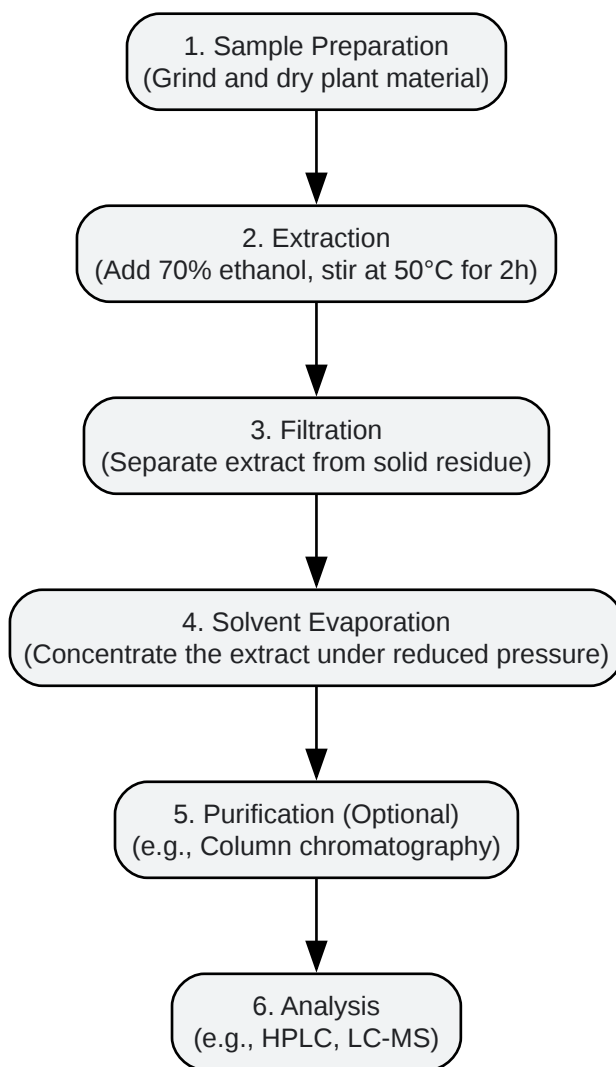 1. Sample Preparation
(Grind and dry plant material)
2. Extraction
(Add 70% ethanol, stir at 50°C for 2h)
3. Filtration
(Separate extract from solid residue)
4. Solvent Evaporation
(Concentrate the extract under reduced pressure)
5. Purification (Optional)
(e.g., Column chromatography)
6. Analysis
(e.g., HPLC, LC-MS)